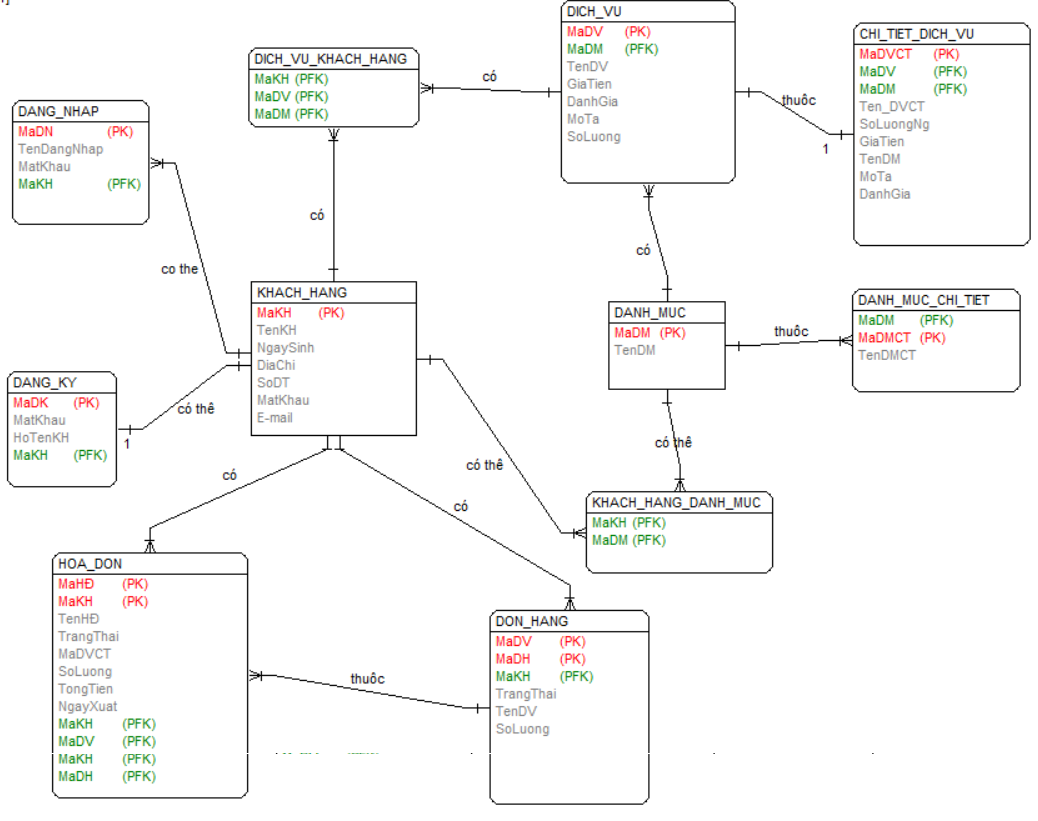 DICH_VU
MaDV (PK)
MaDM (PFK)
TenDV
GiaTien
DanhGia
MoTa
SoLuong
CHI_TIET_DICH_VU
MaDVCT (PK)
MaDV (PFK)
MaDM (PFK)
Ten_DVCT
SoLuongNg
GiaTien
TenDM
MoTa
DanhGia
DICH_VU_KHACH_HANG
MaKH (PFK)
MaDV (PFK)
MaDM (PFK)
có
thuôc
1
DANG_NHAP
MaDN (PK)
TenDangNhap
MatKhau
MaKH (PFK)
có
co the
có
KHACH_HANG
MaKH (PK)
TenKH
NgaySinh
DiaChi
SoDT
MatKhau
E-mail
DANH_MUC
MaDM (PK)
TenDM
thuôc
DANH_MUC_CHI_TIET
MaDM (PFK)
MaDMCT (PK)
TenDMCT
DANG_KY
MaDK (PK)
MatKhau
HoTenKH
MaKH (PFK)
1
có thê
có thê
có thê
có
có
KHACH_HANG_DANH_MUC
MaKH (PFK)
MaDM (PFK)
HOA_DON
MaHĐ (PK)
MaKH (PK)
TenHĐ
TrangThai
MaDVCT
SoLuong
TongTien
NgayXuat
MaKH (PFK)
MaDV (PFK)
MaKH (PFK)
MaDH (PFK)
thuôc
DON_HANG
MaDV (PK)
MaDH (PK)
MaKH (PFK)
TrangThai
TenDV
SoLuong